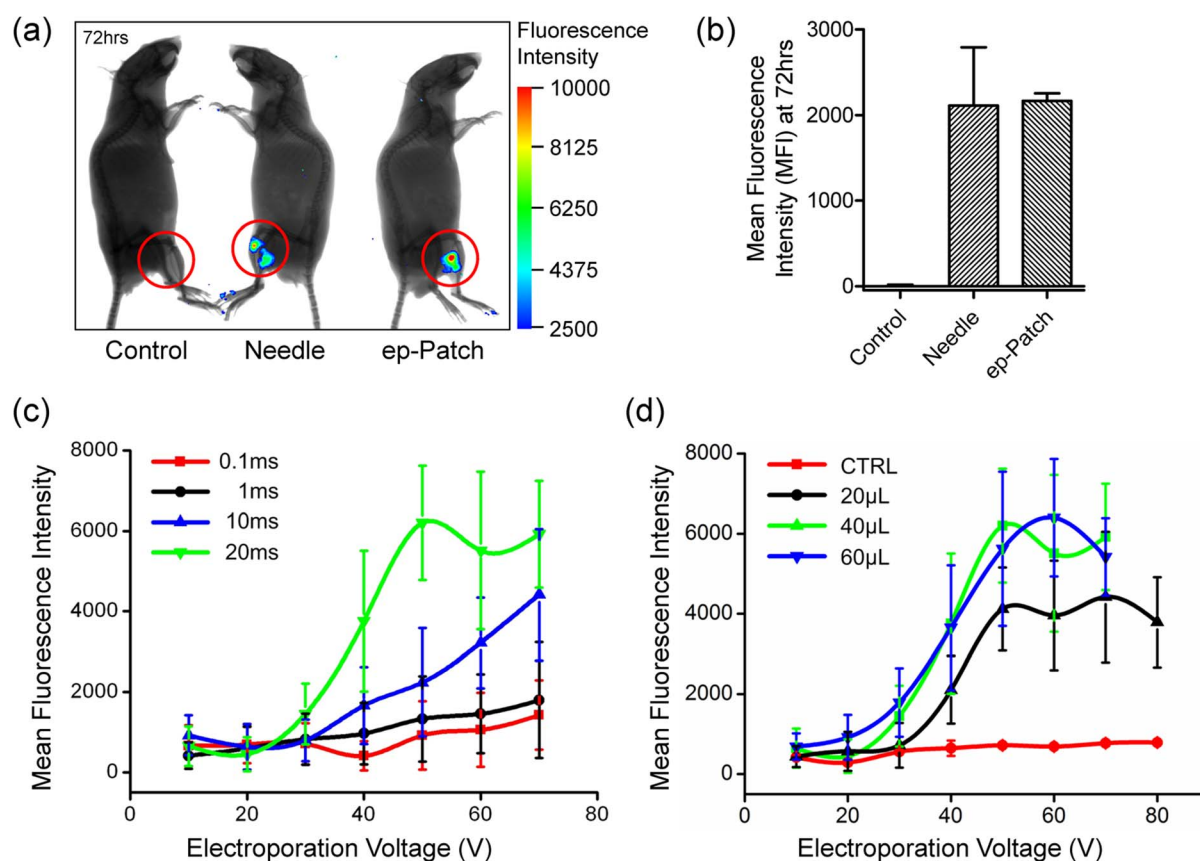 (a)
72hrs
Fluorescence
Intensity
10000
8125
6250
4375
2500
Control
Needle
ep-Patch
(b)
Mean Fluorescence
Intensity (MFI) at 72hrs
3000
2000
1000
0
Control
Needle
ep-Patch
(c)
Mean Fluorescence Intensity
8000
6000
4000
2000
0
0.1ms
1ms
10ms
20ms
0
20
40
60
80
Electroporation Voltage (V)
(d)
Mean Fluorescence Intensity
8000
6000
4000
2000
0
CTRL
20µL
40µL
60µL
0
20
40
60
80
Electroporation Voltage (V)